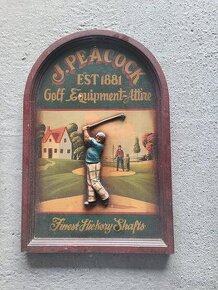 J. PEACOCK
EST 1881
Golf Equipment-Attire
Finest Hickory Shafts